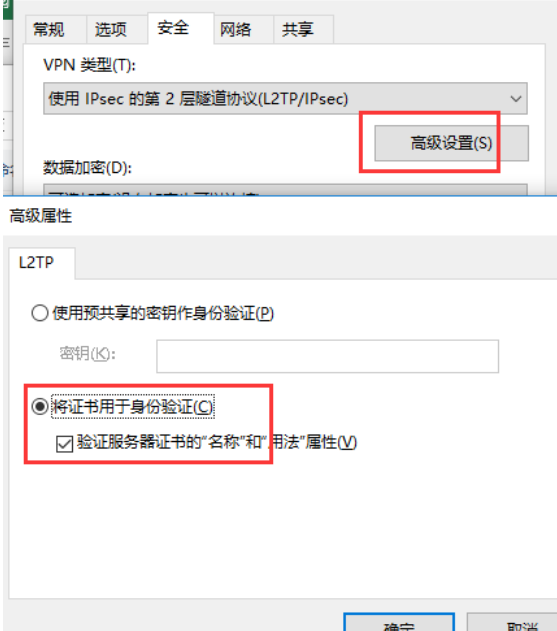 常规 选项 安全 网络 共享
VPN 类型(T):
使用 IPsec 的第 2 层隧道协议(L2TP/IPsec)
高级设置(S)
数据加密(D):
高级属性
L2TP
使用预共享的密钥作身份验证(P)
密钥(K):
将证书用于身份验证(C)
验证服务器证书的“名称”和“用法”属性(V)
确定 取消